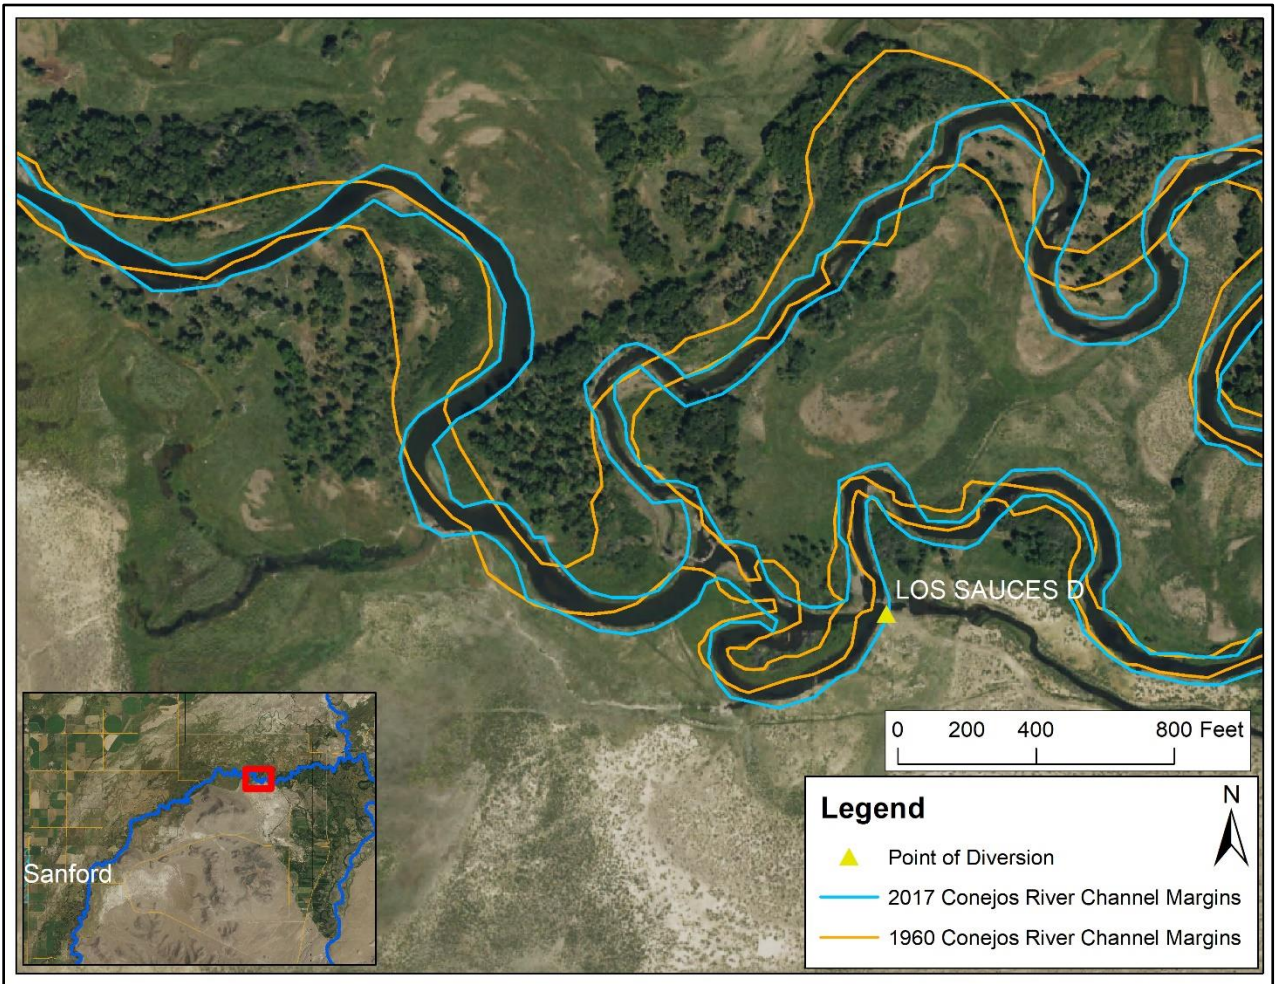 LOS SAUCES D
0 200 400 800 Feet
Legend
N
Point of Diversion
2017 Conejos River Channel Margins
1960 Conejos River Channel Margins
Sanford